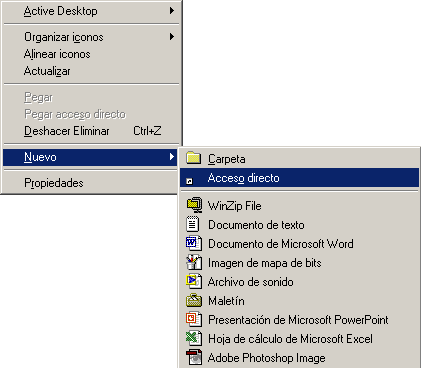 Active Desktop
Organizar iconos
Alinear iconos
Actualizar
Pegar
Pegar acceso directo
Deshacer Eliminar Ctrl+Z
Nuevo
Propiedades
Carpeta
Acceso directo
WinZip File
Documento de texto
Documento de Microsoft Word
Imagen de mapa de bits
Archivo de sonido
Maletín
Presentación de Microsoft PowerPoint
Hoja de cálculo de Microsoft Excel
Adobe Photoshop Image